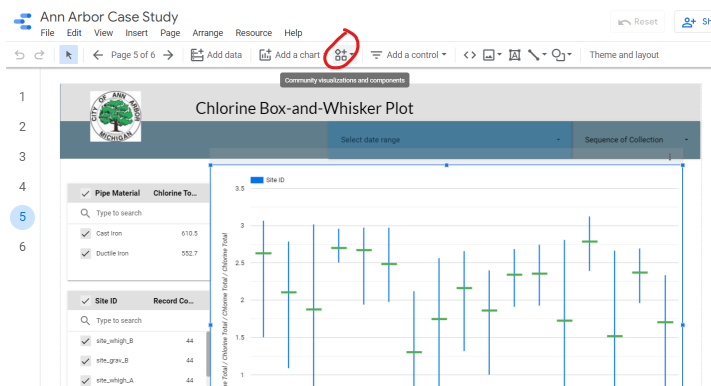 Ann Arbor Case Study
File Edit View Insert Page Arrange Resource Help
Reset
Page 5 of 6 Add data Add a chart Add a control Theme and layout
Community visualizations and components
1
2
3
4
5
6
CITY OF ANN ARBOR MICHIGAN
Chlorine Box-and-Whisker Plot
Select date range Sequence of Collection
Pipe Material Chlorine To...
Type to search
Cast Iron 610.5
Ductile Iron 552.7
Site ID Record Co...
Type to search
site_whigh_B 44
site_grav_B 44
site_whigh_A 44
Site ID
3.5
3
2.5
2
1.5
1
Chlorine Total / Chlorine Total / Chlorine Total